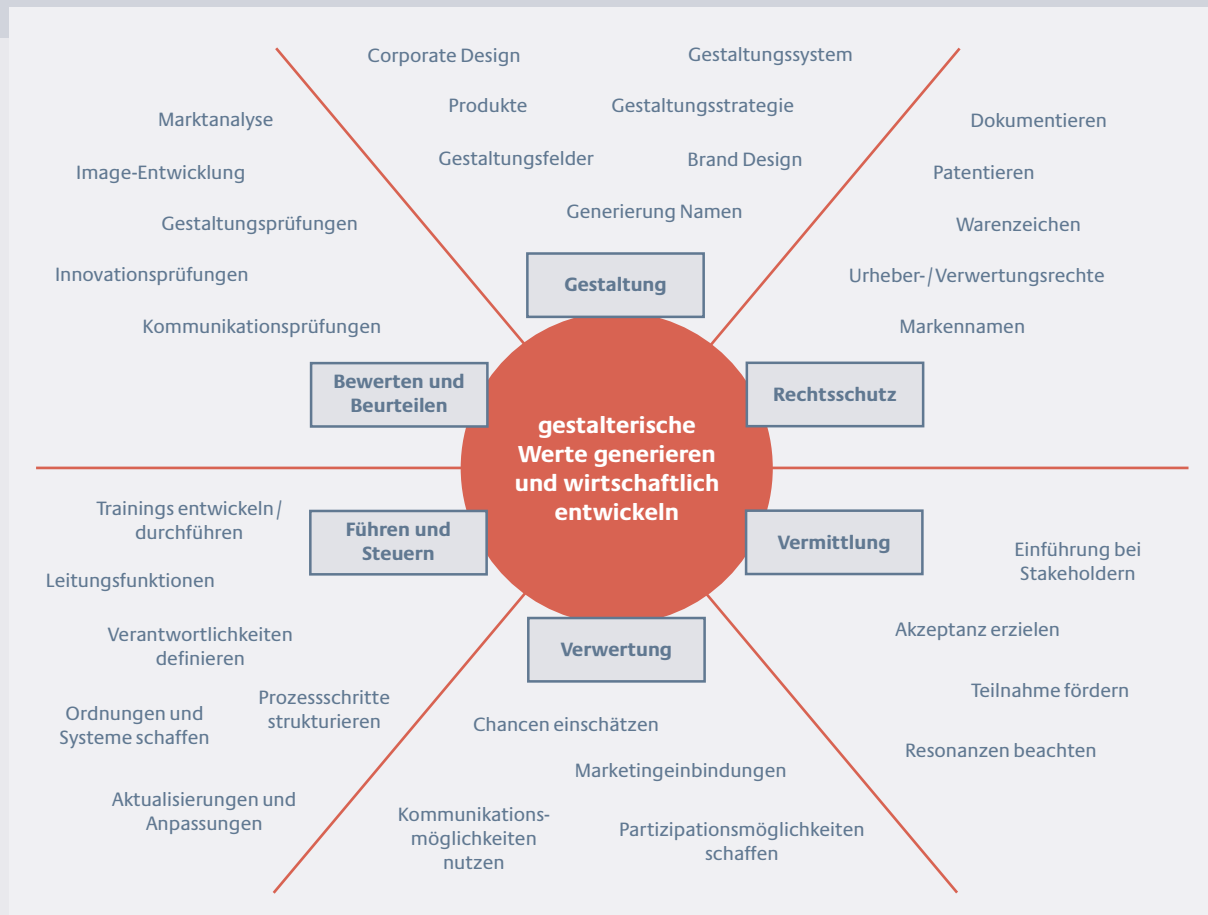 Corporate Design
Gestaltungssystem
Produkte
Gestaltungsstrategie
Gestaltungsfelder
Brand Design
Generierung Namen
Gestaltung
Marktanalyse
Image-Entwicklung
Gestaltungsprüfungen
Innovationsprüfungen
Kommunikationsprüfungen
Bewerten und
Beurteilen
Dokumentieren
Patentieren
Warenzeichen
Urheber-/Verwertungsrechte
Markennamen
Rechtsschutz
gestalterische
Werte generieren
und wirtschaftlich
entwickeln
Trainings entwickeln/
durchführen
Führen und
Steuern
Leitungsfunktionen
Verantwortlichkeiten
definieren
Prozessschritte
strukturieren
Ordnungen und
Systeme schaffen
Aktualisierungen und
Anpassungen
Vermittlung
Einführung bei
Stakeholdern
Akzeptanz erzielen
Teilnahme fördern
Resonanzen beachten
Verwertung
Chancen einschätzen
Marketingeinbindungen
Kommunikations-
möglichkeiten
nutzen
Partizipationsmöglichkeiten
schaffen